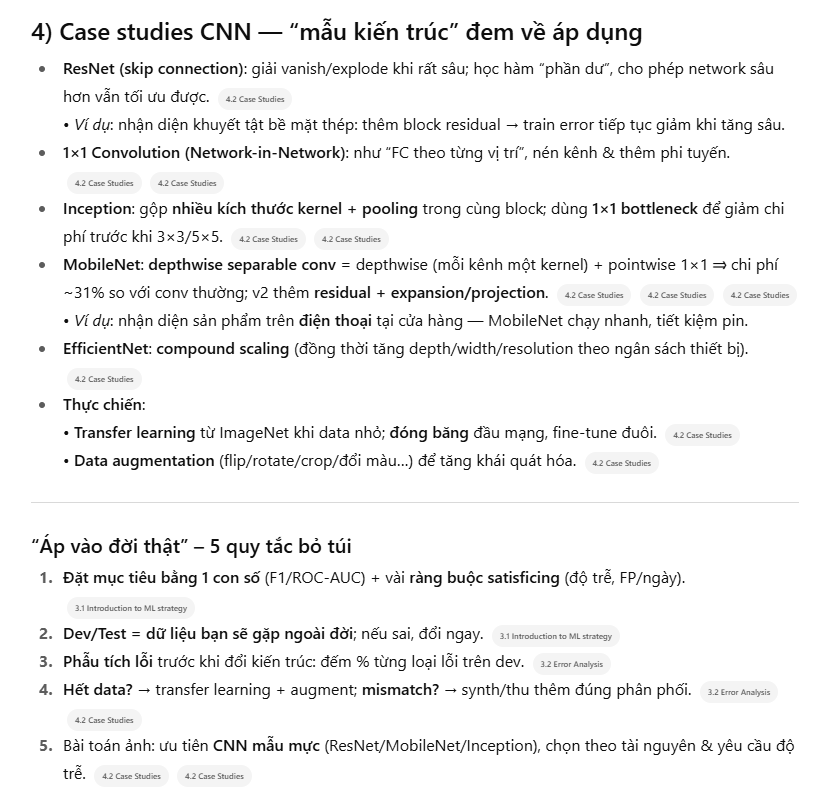 4) Case studies CNN — “mẫu kiến trúc” đem về áp dụng
• ResNet (skip connection): giải vanish/explode khi rất sâu; học hàm “phần dư”, cho phép network sâu
hơn vẫn tối ưu được. 4.2 Case Studies
• Ví dụ: nhận diện khuyết tật bề mặt thép: thêm block residual → train error tiếp tục giảm khi tăng sâu.
• 1×1 Convolution (Network-in-Network): như “FC theo từng vị trí”, nén kênh & thêm phi tuyến.
4.2 Case Studies 4.2 Case Studies
• Inception: gộp nhiều kích thước kernel + pooling trong cùng block; dùng 1×1 bottleneck để giảm chi
phí trước khi 3×3/5×5. 4.2 Case Studies 4.2 Case Studies
• MobileNet: depthwise separable conv = depthwise (mỗi kênh một kernel) + pointwise 1×1 ⇒ chi phí
~31% so với conv thường; v2 thêm residual + expansion/projection. 4.2 Case Studies 4.2 Case Studies 4.2 Case Studies
• Ví dụ: nhận diện sản phẩm trên điện thoại tại cửa hàng — MobileNet chạy nhanh, tiết kiệm pin.
• EfficientNet: compound scaling (đồng thời tăng depth/width/resolution theo ngân sách thiết bị).
4.2 Case Studies
• Thực chiến:
• Transfer learning từ ImageNet khi data nhỏ; đóng băng đầu mạng, fine-tune đuôi. 4.2 Case Studies
• Data augmentation (flip/rotate/crop/đổi màu...) để tăng khái quát hóa. 4.2 Case Studies
“Áp vào đời thật” – 5 quy tắc bỏ túi
1. Đặt mục tiêu bằng 1 con số (F1/ROC-AUC) + vài ràng buộc satisficing (độ trễ, FP/ngày).
3.1 Introduction to ML strategy
2. Dev/Test = dữ liệu bạn sẽ gặp ngoài đời; nếu sai, đổi ngay. 3.1 Introduction to ML strategy
3. Phẫu tích lỗi trước khi đổi kiến trúc: đếm % từng loại lỗi trên dev. 3.2 Error Analysis
4. Hết data? → transfer learning + augment; mismatch? → synth/thu thêm đúng phân phối. 3.2 Error Analysis
4.2 Case Studies
5. Bài toán ảnh: ưu tiên CNN mẫu mực (ResNet/MobileNet/Inception), chọn theo tài nguyên & yêu cầu độ
trễ. 4.2 Case Studies 4.2 Case Studies